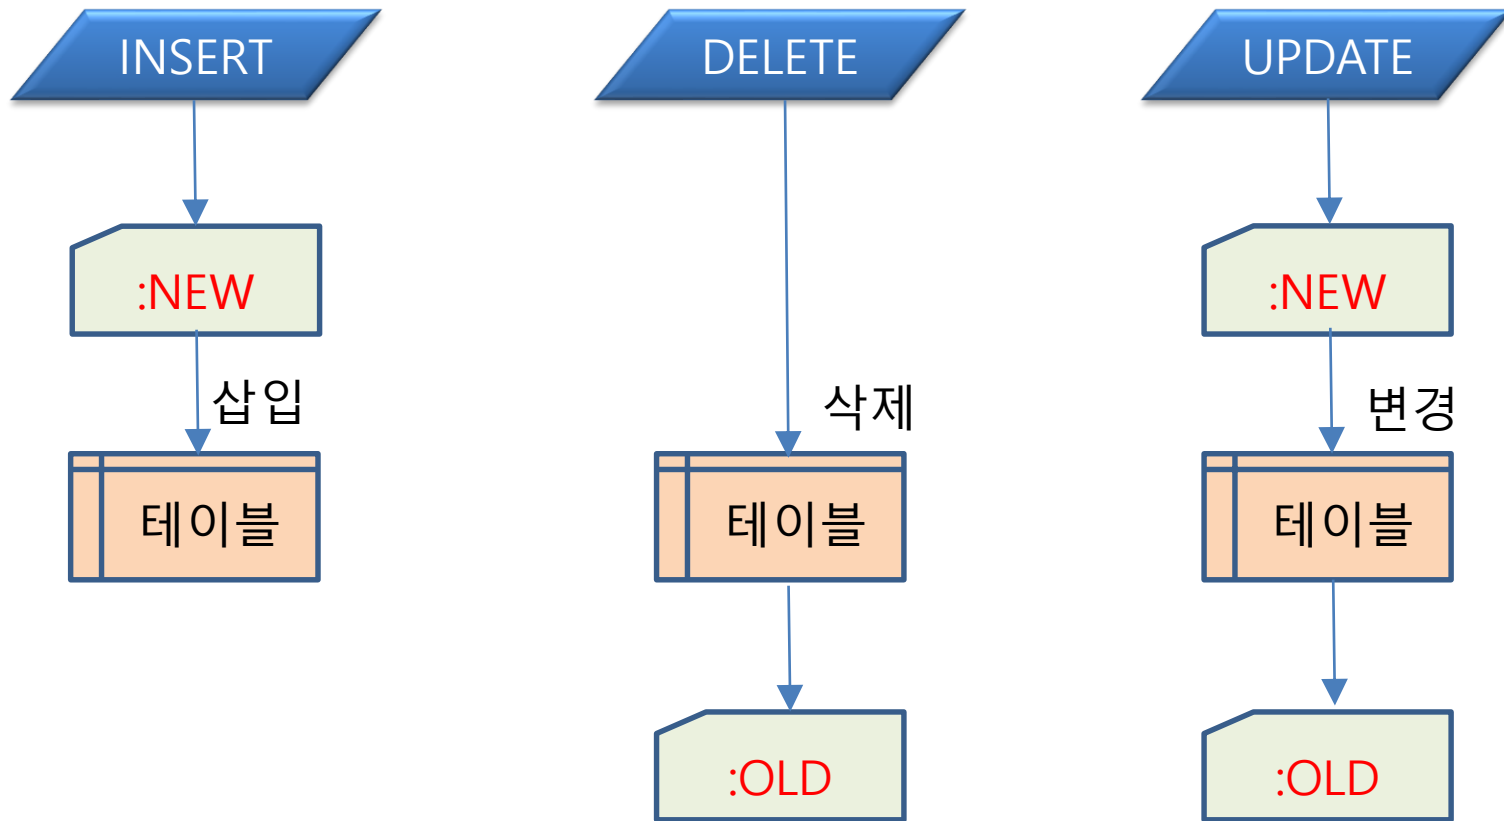 INSERT
DELETE
UPDATE
:NEW
:NEW
삽입
삭제
변경
테이블
테이블
테이블
:OLD
:OLD